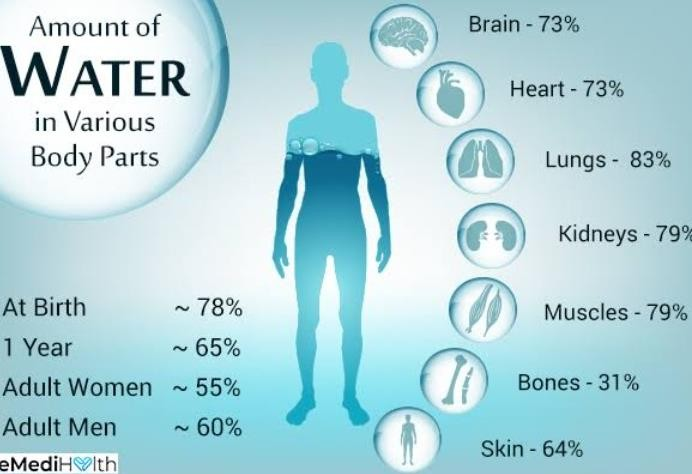 Amount of
WATER
in Various
Body Parts
Brain - 73%
Heart - 73%
Lungs - 83%
Kidneys - 79%
Muscles - 79%
Bones - 31%
Skin - 64%
At Birth ~ 78%
1 Year ~ 65%
Adult Women ~ 55%
Adult Men ~ 60%
eMediHealth